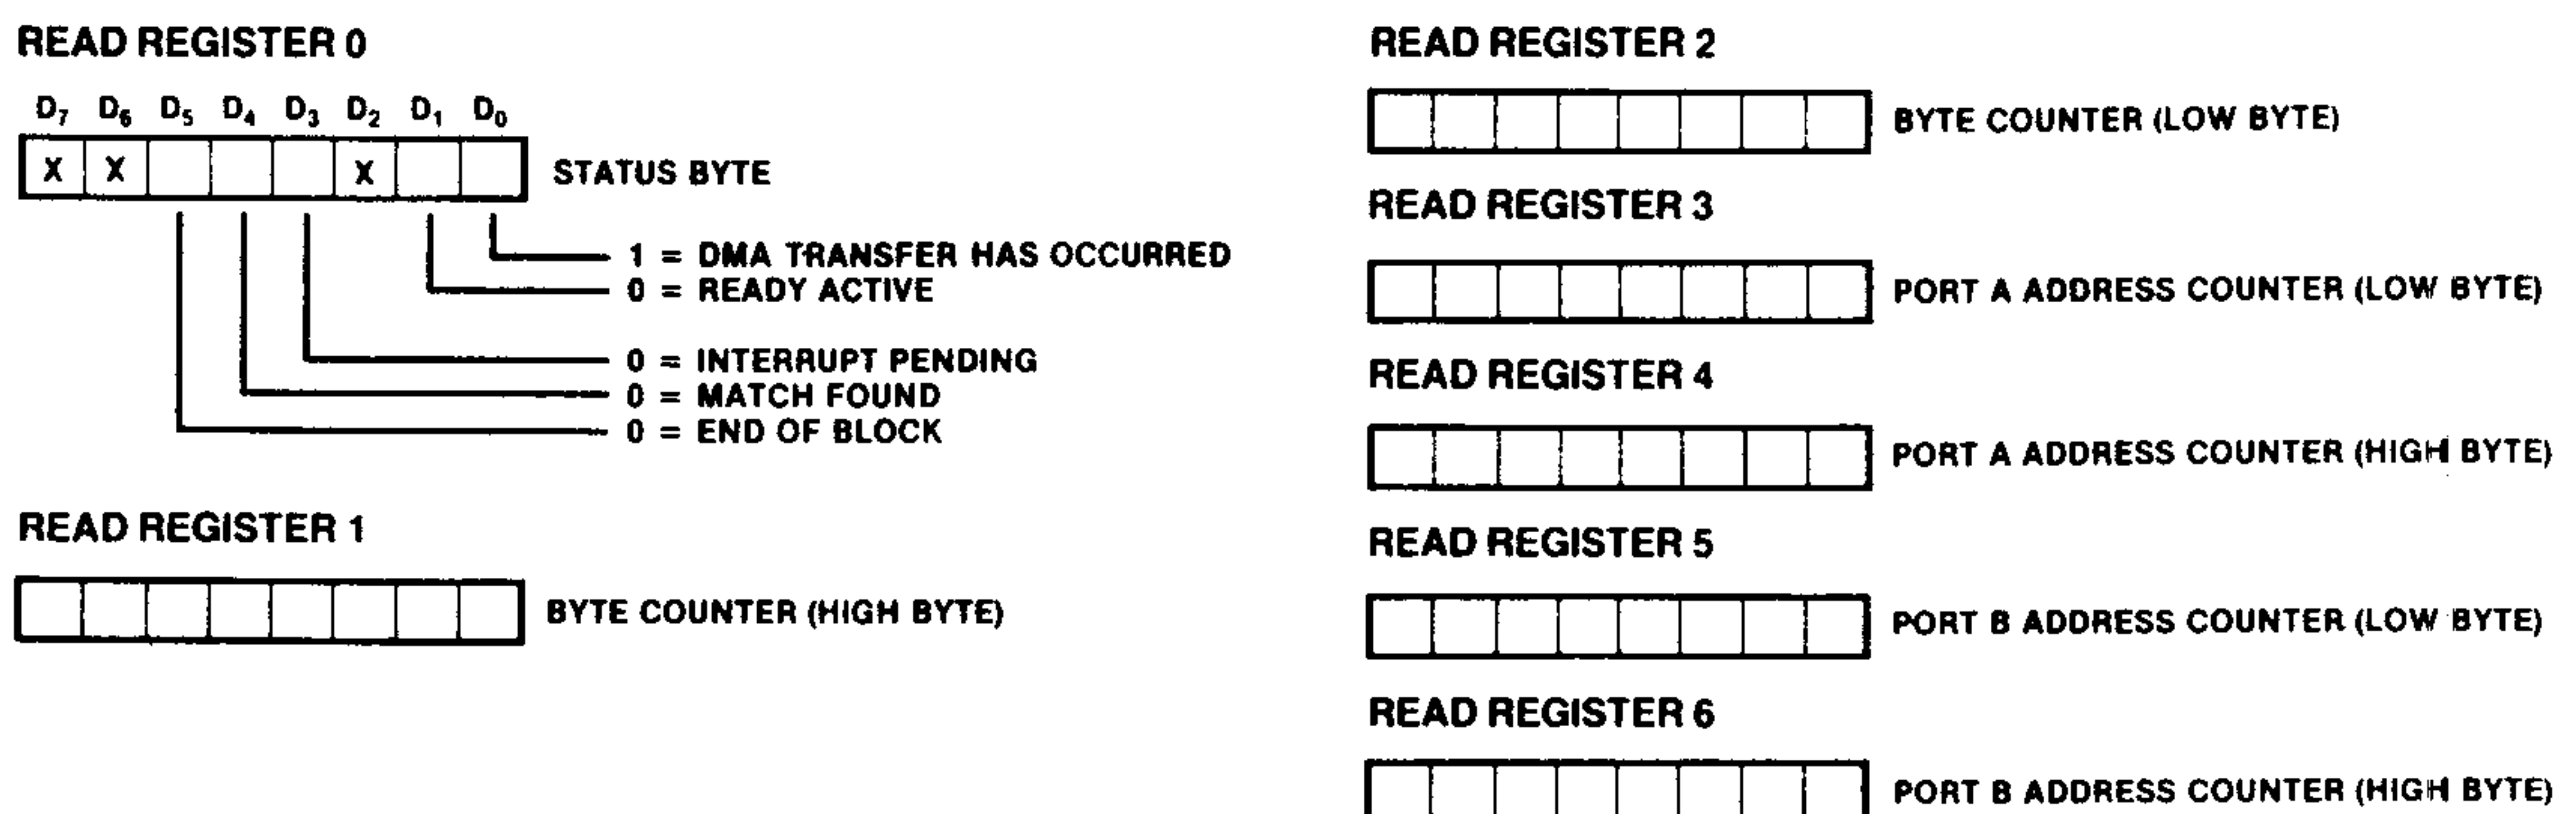 READ REGISTER 0
D₇ D₆ D₅ D₄ D₃ D₂ D₁ D₀
X X X STATUS BYTE
1 = DMA TRANSFER HAS OCCURRED
0 = READY ACTIVE
0 = INTERRUPT PENDING
0 = MATCH FOUND
0 = END OF BLOCK
READ REGISTER 1
BYTE COUNTER (HIGH BYTE)
READ REGISTER 2
BYTE COUNTER (LOW BYTE)
READ REGISTER 3
PORT A ADDRESS COUNTER (LOW BYTE)
READ REGISTER 4
PORT A ADDRESS COUNTER (HIGH BYTE)
READ REGISTER 5
PORT B ADDRESS COUNTER (LOW BYTE)
READ REGISTER 6
PORT B ADDRESS COUNTER (HIGH BYTE)